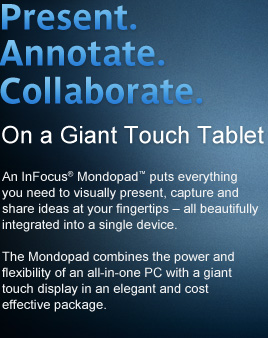 Present.
Annotate.
Collaborate.
On a Giant Touch Tablet
An InFocus® Mondopad™ puts everything
you need to visually present, capture and
share ideas at your fingertips – all beautifully
integrated into a single device.
The Mondopad combines the power and
flexibility of an all-in-one PC with a giant
touch display in an elegant and cost
effective package.